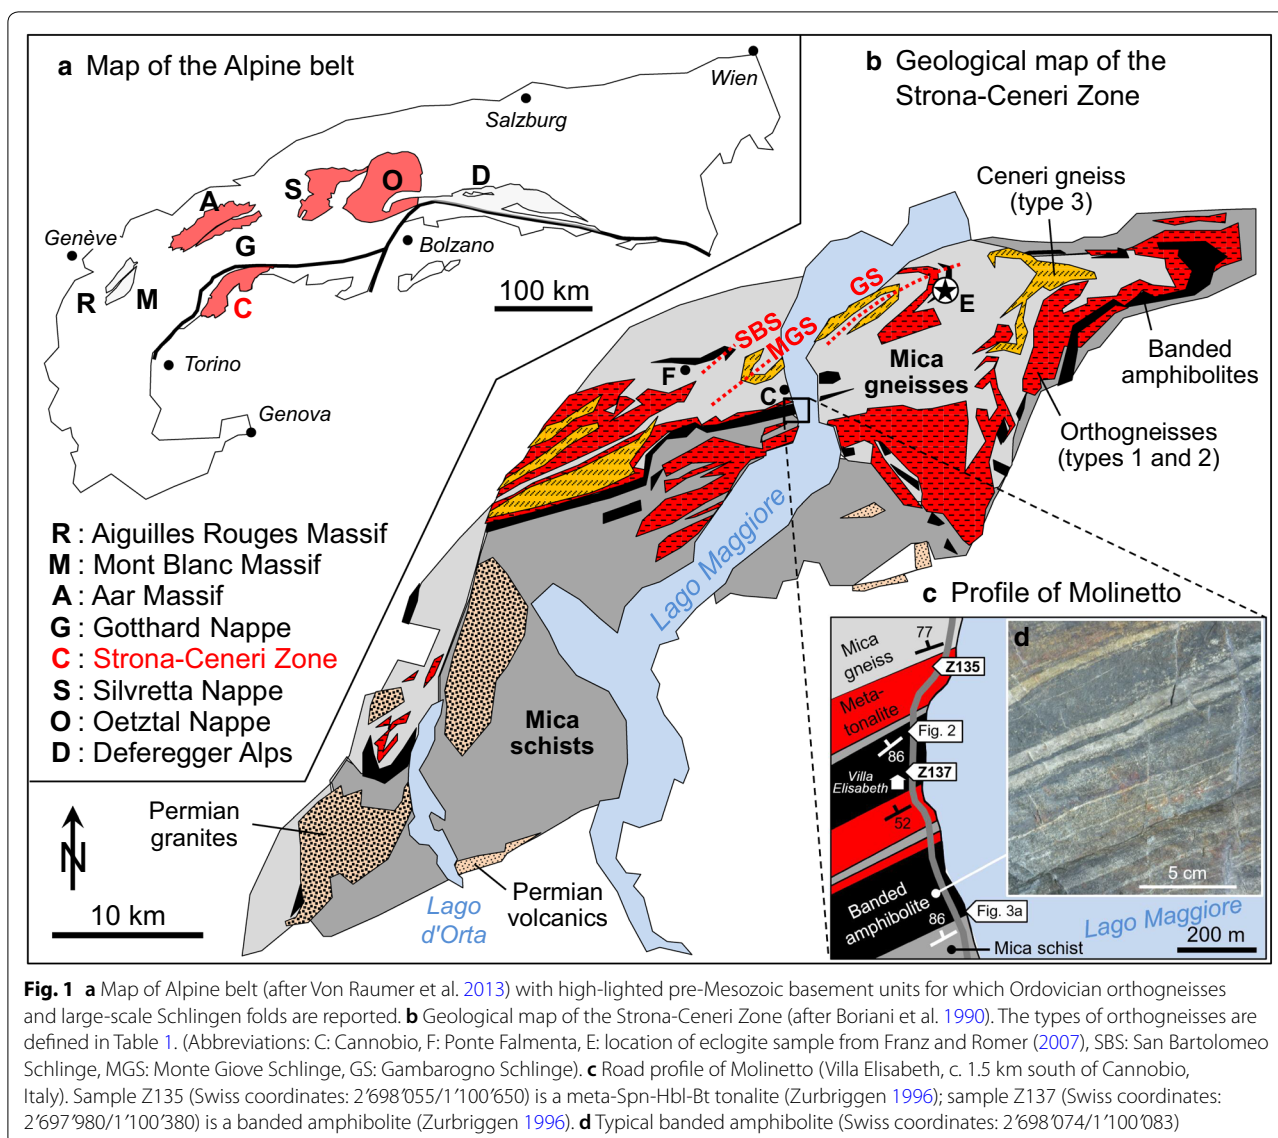 a Map of the Alpine belt
Wien
Salzburg
S
O
D
A
G
Genève
Bolzano
R
M
C
100 km
Torino
Genova
R : Aiguilles Rouges Massif
M : Mont Blanc Massif
A : Aar Massif
G : Gotthard Nappe
C : Strona-Ceneri Zone
S : Silvretta Nappe
O : Oetztal Nappe
D : Deferegger Alps
b Geological map of the
Strona-Ceneri Zone
Ceneri gneiss
(type 3)
GS
E
SBS
MGS
F
C
Mica
gneisses
Banded
amphibolites
Orthogneisses
(types 1 and 2)
Lago Maggiore
Mica
schists
Permian
granites
N
10 km
Lago
d'Orta
Permian
volcanics
c Profile of Molinetto
Mica
gneiss
77
Z135
Meta-
tonalite
Fig. 2
86
Villa
Elisabeth
Z137
52
Banded
amphibolite
86
Fig. 3a
Mica schist
Lago Maggiore
200 m
d
5 cm
Fig. 1 a Map of Alpine belt (after Von Raumer et al. 2013) with high-lighted pre-Mesozoic basement units for which Ordovician orthogneisses
and large-scale Schlingen folds are reported. b Geological map of the Strona-Ceneri Zone (after Boriani et al. 1990). The types of orthogneisses are
defined in Table 1. (Abbreviations: C: Cannobio, F: Ponte Falmenta, E: location of eclogite sample from Franz and Romer (2007), SBS: San Bartolomeo
Schlinge, MGS: Monte Giove Schlinge, GS: Gambarogno Schlinge). c Road profile of Molinetto (Villa Elisabeth, c. 1.5 km south of Cannobio,
Italy). Sample Z135 (Swiss coordinates: 2′698′055/1′100′650) is a meta-Spn-Hbl-Bt tonalite (Zurbriggen 1996); sample Z137 (Swiss coordinates:
2′697′980/1′100′380) is a banded amphibolite (Zurbriggen 1996). d Typical banded amphibolite (Swiss coordinates: 2′698′074/1′100′083)